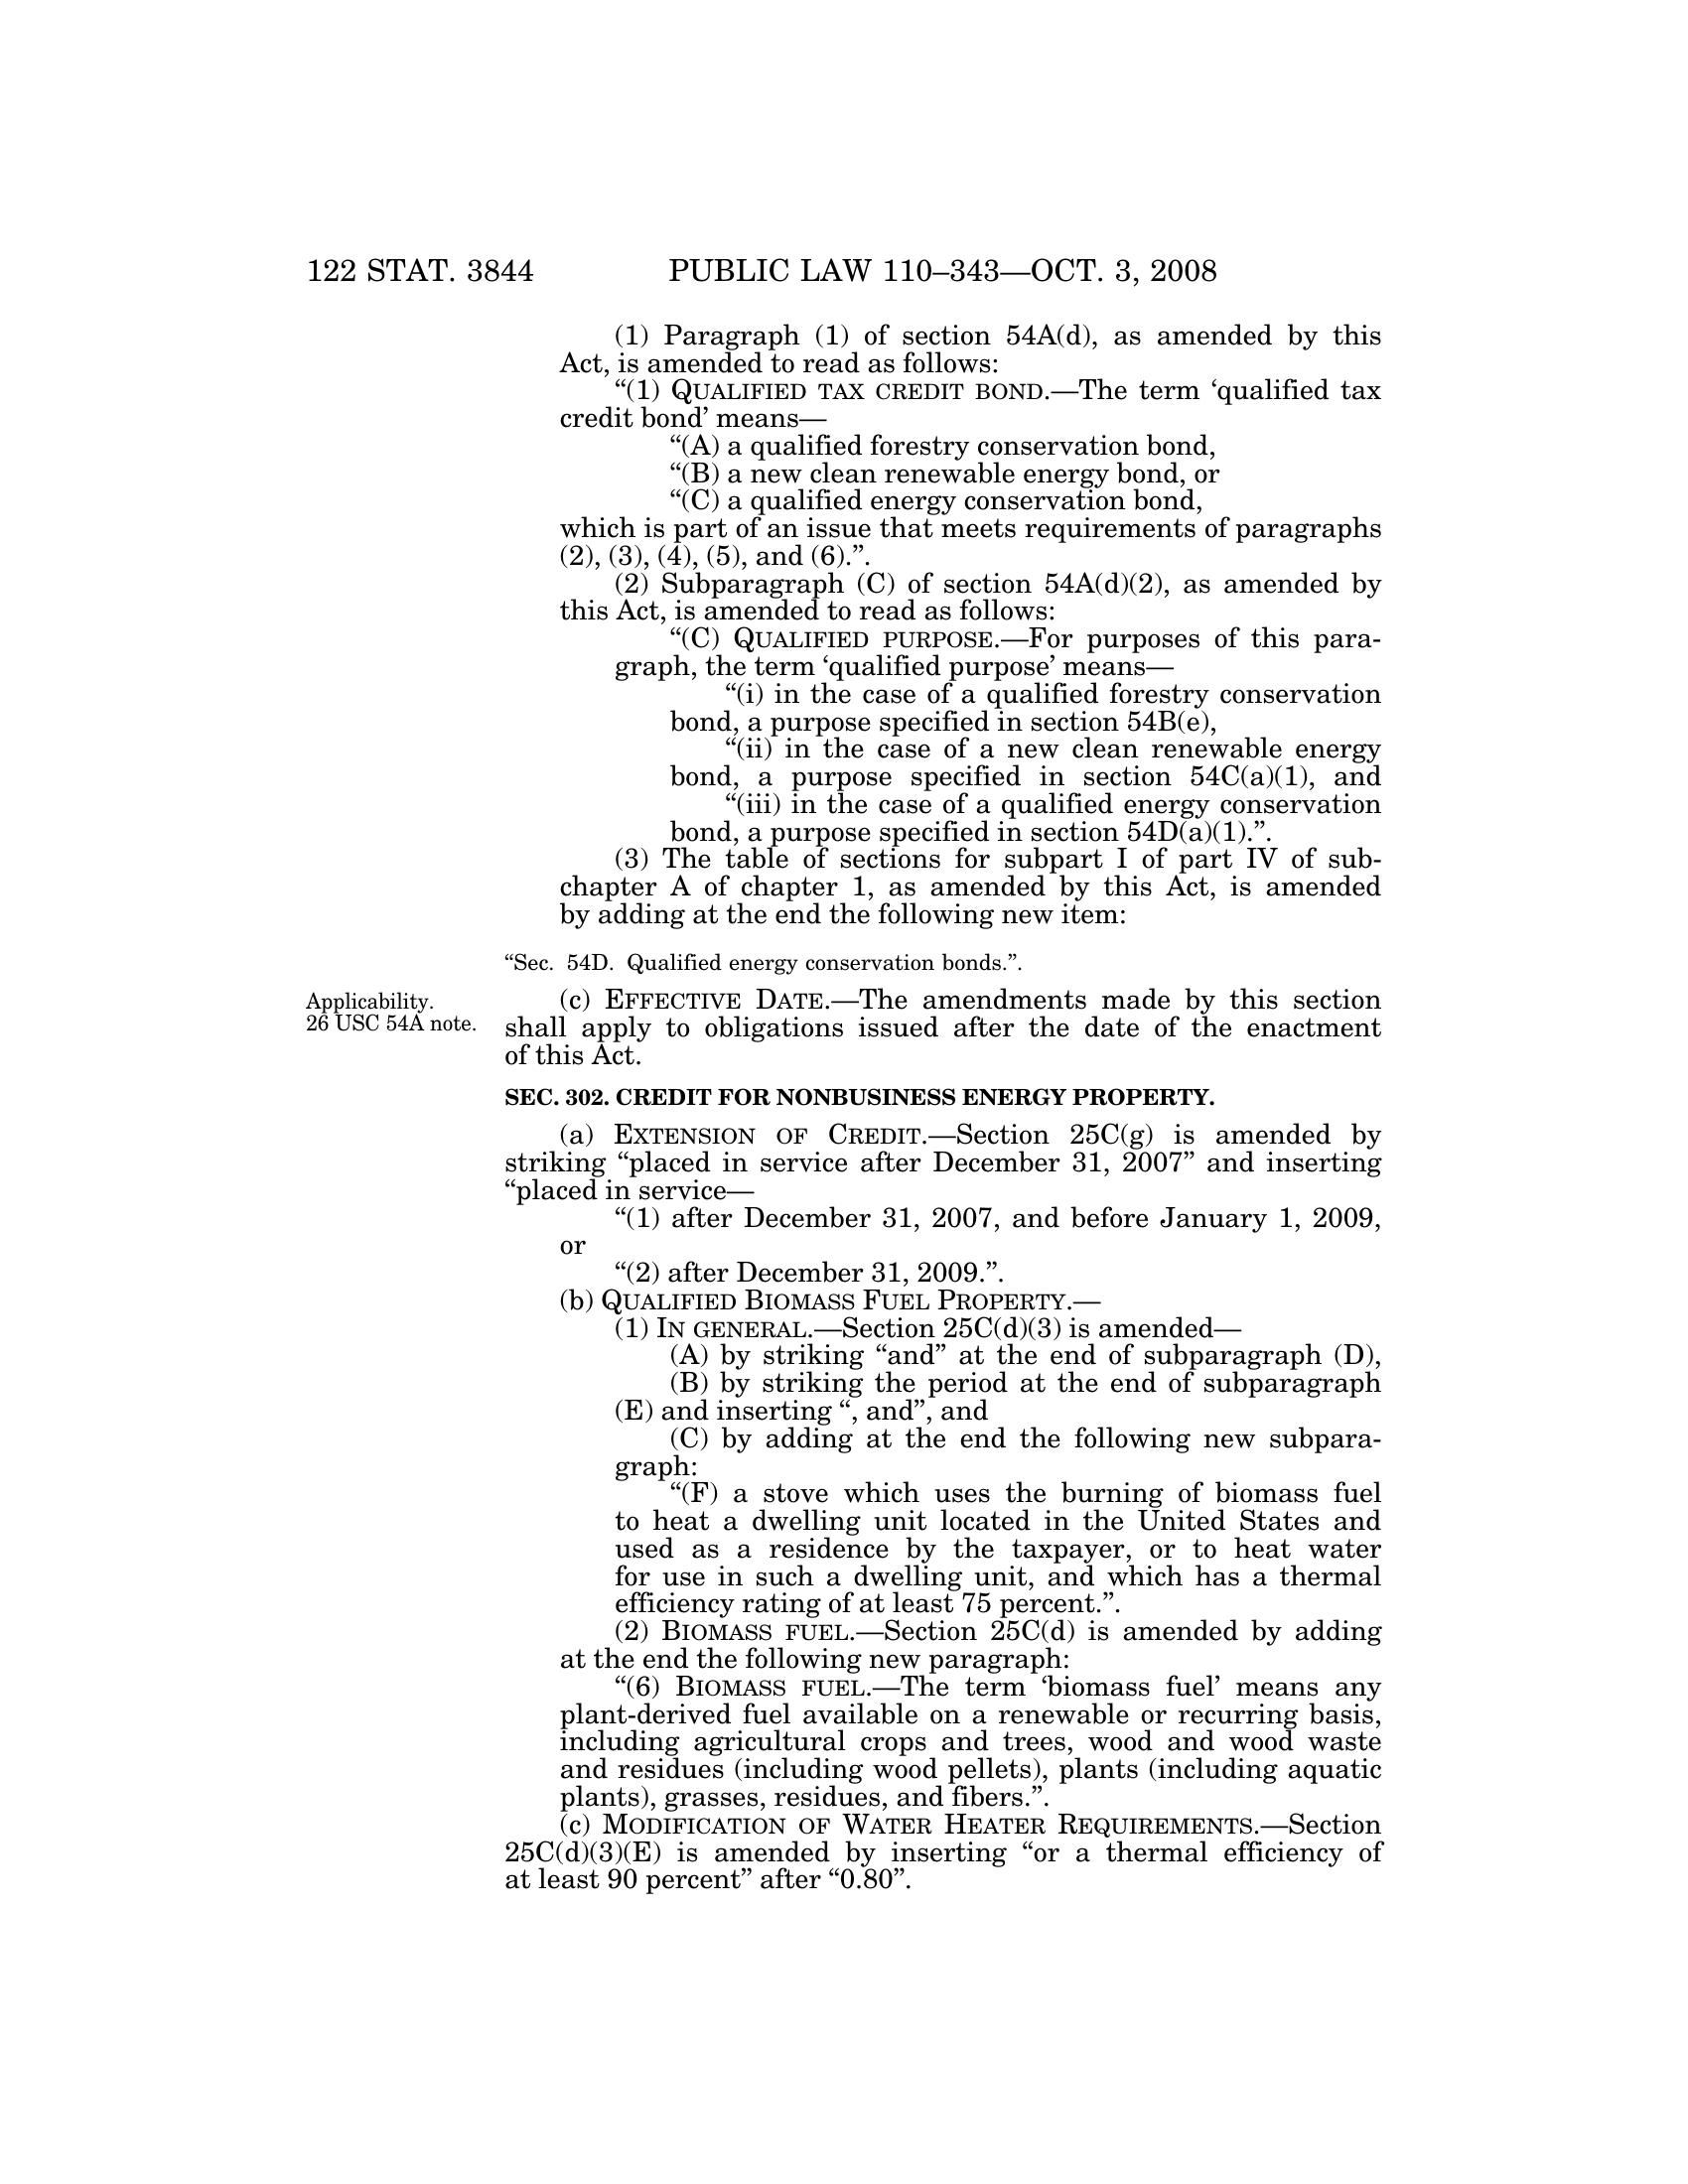 122 STAT. 3844
PUBLIC LAW 110–343—OCT. 3, 2008
(1) Paragraph (1) of section 54A(d), as amended by this
Act, is amended to read as follows:
“(1) QUALIFIED TAX CREDIT BOND.—The term ‘qualified tax
credit bond’ means—
“(A) a qualified forestry conservation bond,
“(B) a new clean renewable energy bond, or
“(C) a qualified energy conservation bond,
which is part of an issue that meets requirements of paragraphs
(2), (3), (4), (5), and (6).”.
(2) Subparagraph (C) of section 54A(d)(2), as amended by
this Act, is amended to read as follows:
“(C) QUALIFIED PURPOSE.—For purposes of this para-
graph, the term ‘qualified purpose’ means—
“(i) in the case of a qualified forestry conservation
bond, a purpose specified in section 54B(e),
“(ii) in the case of a new clean renewable energy
bond, a purpose specified in section 54C(a)(1), and
“(iii) in the case of a qualified energy conservation
bond, a purpose specified in section 54D(a)(1).”.
(3) The table of sections for subpart I of part IV of sub-
chapter A of chapter 1, as amended by this Act, is amended
by adding at the end the following new item:
“Sec. 54D. Qualified energy conservation bonds.”.
Applicability.
26 USC 54A note.
(c) EFFECTIVE DATE.—The amendments made by this section
shall apply to obligations issued after the date of the enactment
of this Act.
SEC. 302. CREDIT FOR NONBUSINESS ENERGY PROPERTY.
(a) EXTENSION OF CREDIT.—Section 25C(g) is amended by
striking “placed in service after December 31, 2007” and inserting
“placed in service—
“(1) after December 31, 2007, and before January 1, 2009,
or
“(2) after December 31, 2009.”.
(b) QUALIFIED BIOMASS FUEL PROPERTY.—
(1) IN GENERAL.—Section 25C(d)(3) is amended—
(A) by striking “and” at the end of subparagraph (D),
(B) by striking the period at the end of subparagraph
(E) and inserting “, and”, and
(C) by adding at the end the following new subpara-
graph:
“(F) a stove which uses the burning of biomass fuel
to heat a dwelling unit located in the United States and
used as a residence by the taxpayer, or to heat water
for use in such a dwelling unit, and which has a thermal
efficiency rating of at least 75 percent.”.
(2) BIOMASS FUEL.—Section 25C(d) is amended by adding
at the end the following new paragraph:
“(6) BIOMASS FUEL.—The term ‘biomass fuel’ means any
plant-derived fuel available on a renewable or recurring basis,
including agricultural crops and trees, wood and wood waste
and residues (including wood pellets), plants (including aquatic
plants), grasses, residues, and fibers.”.
(c) MODIFICATION OF WATER HEATER REQUIREMENTS.—Section
25C(d)(3)(E) is amended by inserting “or a thermal efficiency of
at least 90 percent” after “0.80”.